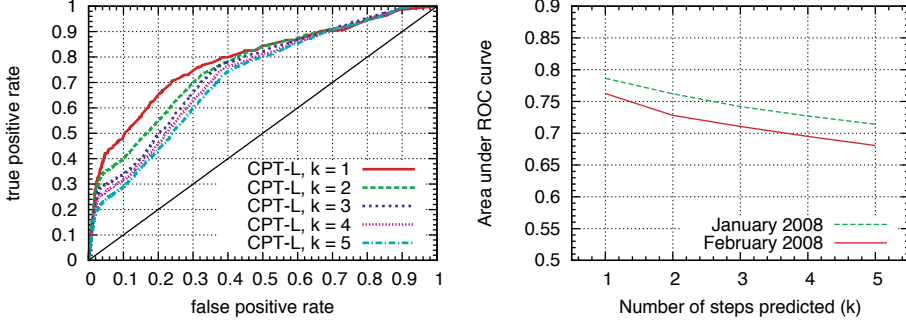 true positive rate
1
0.9
0.8
0.7
0.6
0.5
0.4
0.3
0.2
0.1
0
CPT-L, k = 1
CPT-L, k = 2
CPT-L, k = 3
CPT-L, k = 4
CPT-L, k = 5
0 0.1 0.2 0.3 0.4 0.5 0.6 0.7 0.8 0.9 1
false positive rate
Area under ROC curve
0.9
0.85
0.8
0.75
0.7
0.65
0.6
0.55
0.5
January 2008
February 2008
1 2 3 4 5
Number of steps predicted (k)